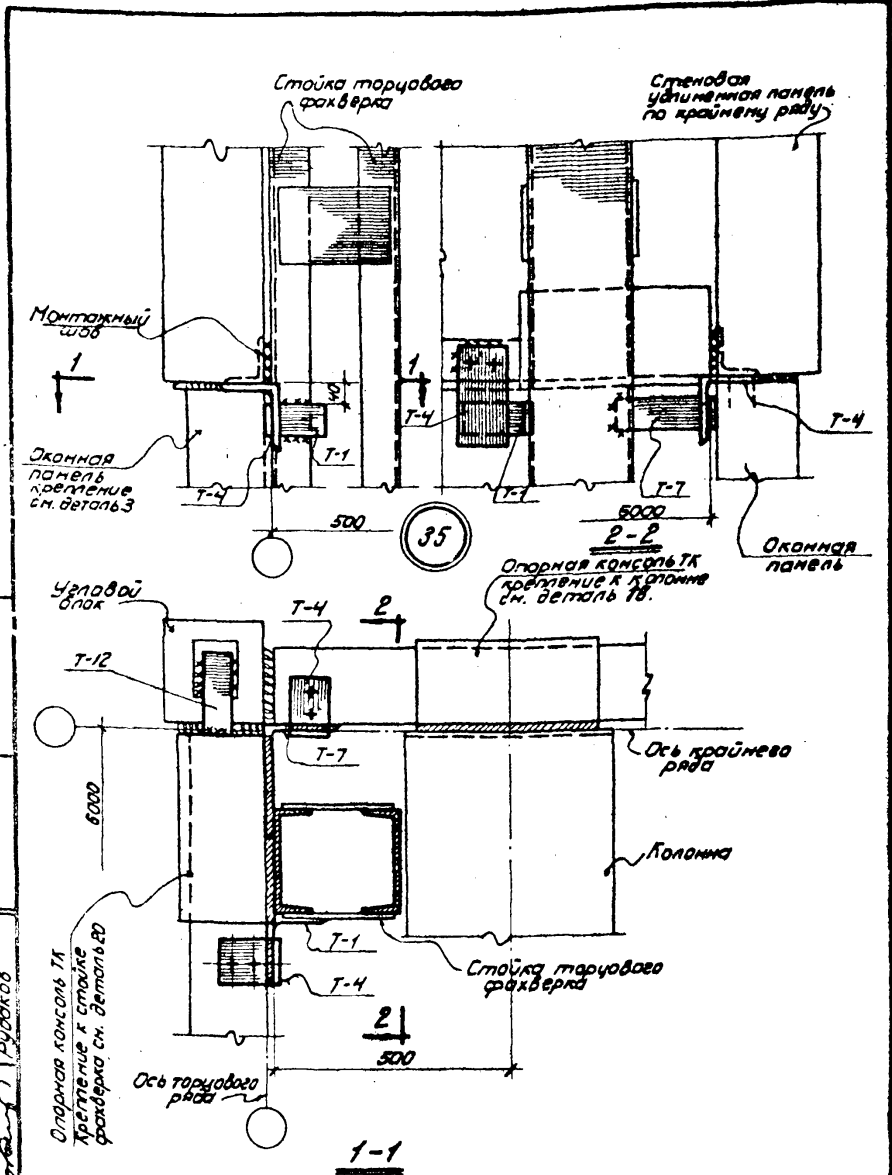 Стойка торцового
фахверка
Стеновая
удлиненная панель
по крайнему ряду
Монтажный
шов
1
1
40
Т-4
Т-4
Оконная
панель
крепление
см. деталь 3
Т-4
Т-1
Т-1
Т-7
500
35
6000
2-2
Оконная
панель
Опорная консоль ТК
крепление к колонне
см. деталь 18.
Угловой
блок
Т-4
2
Т-12
Т-7
Ось крайнего
ряда
6000
Колонна
Т-1
Стойка торцового
фахверка
Т-4
2
500
Опорная консоль ТК
крепление к стойке
фахверка см. деталь 20
Ось торцового
ряда
1-1
Рудаков